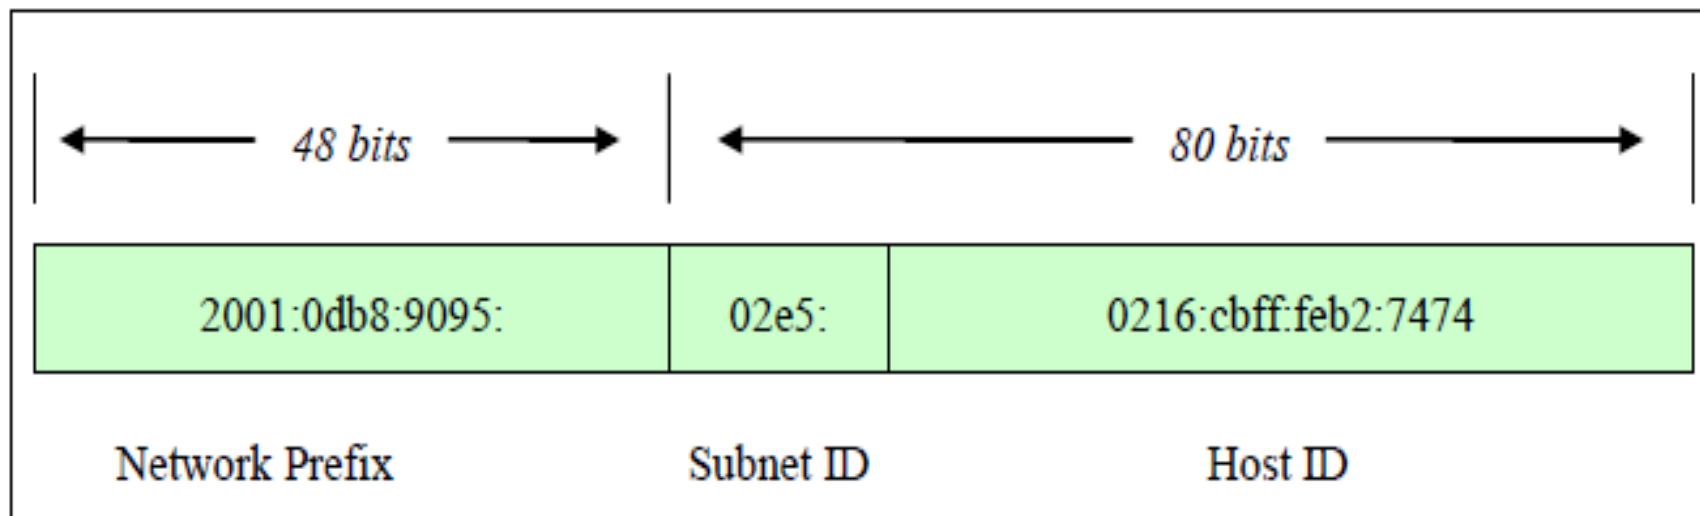 48 bits 80 bits
2001:0db8:9095: 02e5: 0216:cbff:feb2:7474
Network Prefix Subnet ID Host ID